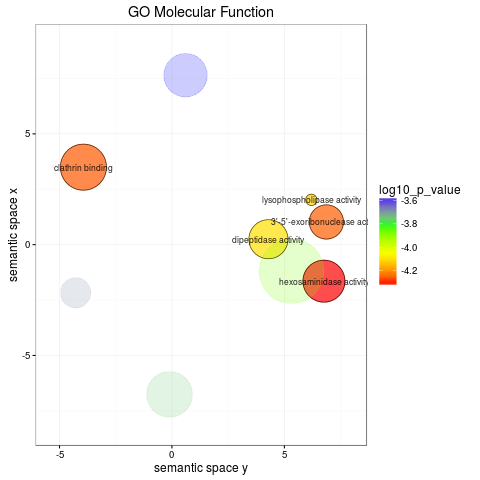 GO Molecular Function
semantic space x
5
0
-5
clathrin binding
lysophospholipase activity
3'-5'-exoribonuclease act
dipeptidase activity
hexosaminidase activity
-5
0
5
semantic space y
log10_p_value
-3.6
-3.8
-4.0
-4.2